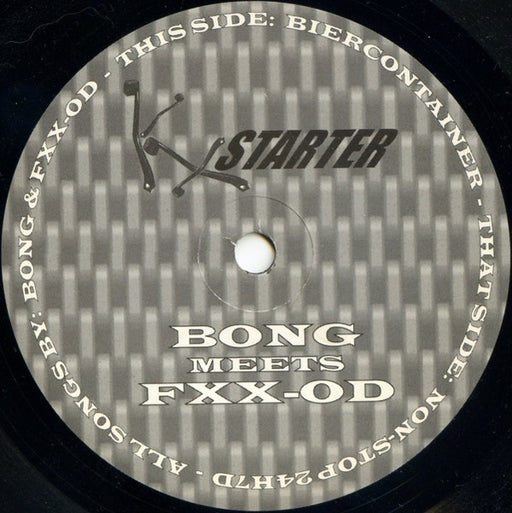 KX STARTER
BONG
MEETS
FXX-OD
ALL SONGS BY: BONG & FXX-OD - THIS SIDE: BIERCONTAINER - THAT SIDE: NON-STOP 24H7D -